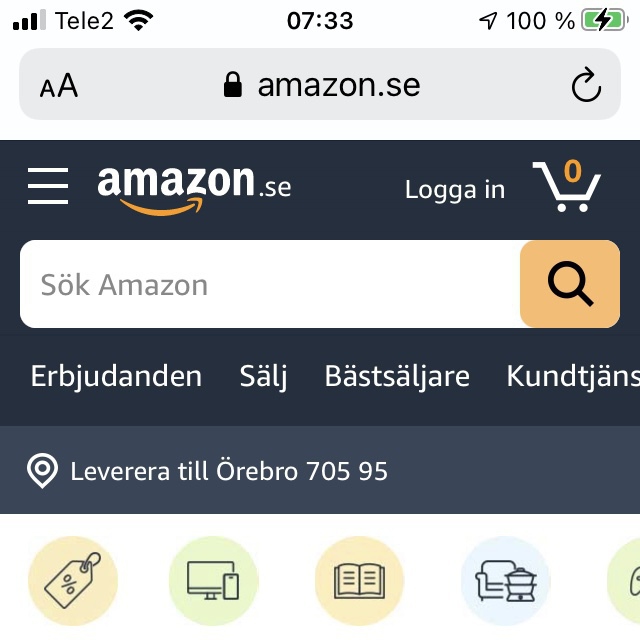 Tele2 07:33 100 %
AA amazon.se
amazon.se Logga in 0
Sök Amazon
Erbjudanden Sälj Bästsäljare Kundtjäns
Leverera till Örebro 705 95
%